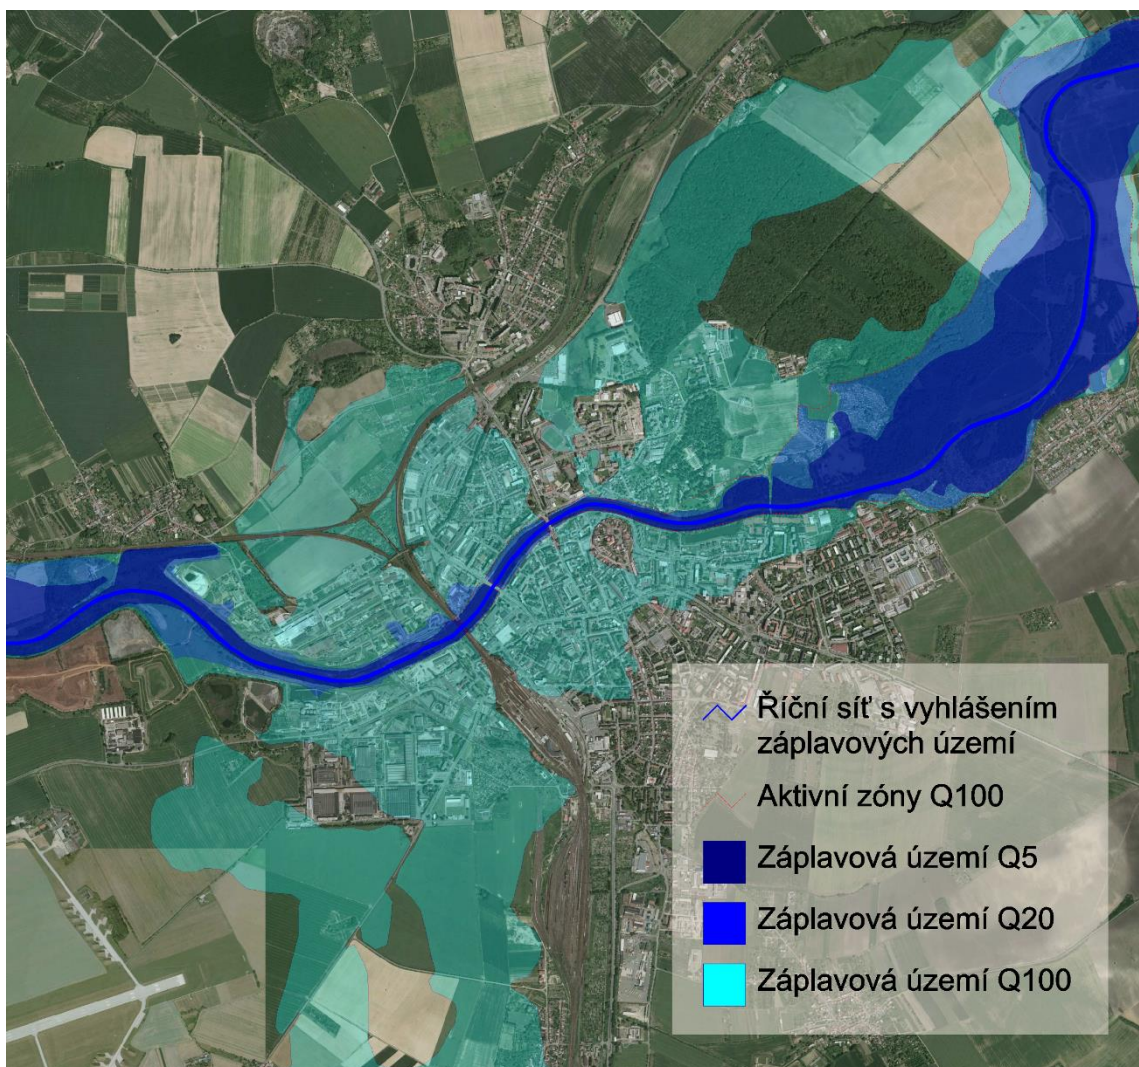 Říční síť s vyhlášením
záplavových území
Aktivní zóny Q100
Záplavová území Q5
Záplavová území Q20
Záplavová území Q100